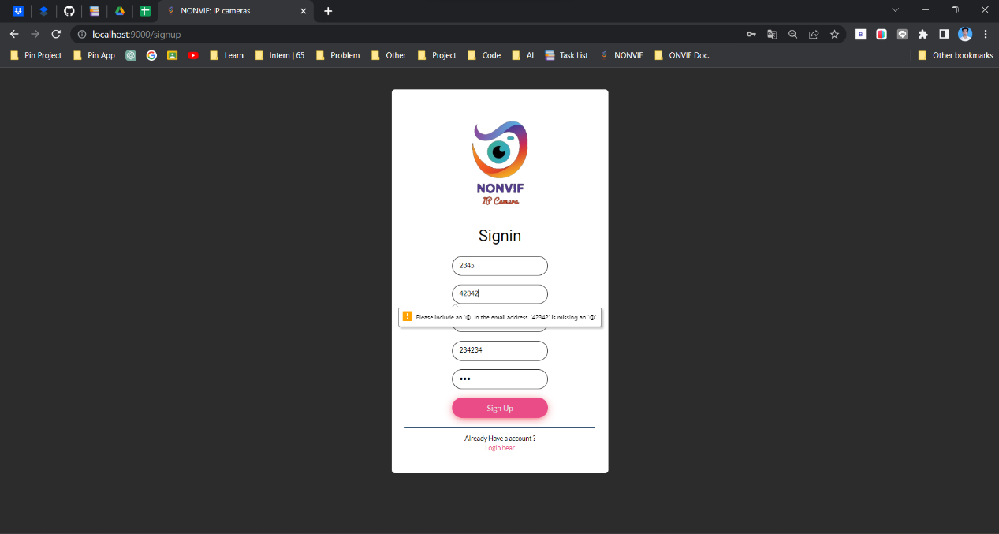 NONVIF: IP cameras
localhost:9000/signup
Pin Project Pin App Learn Intern | 65 Problem Other Project Code AI Task List NONVIF ONVIF Doc. Other bookmarks
NONVIF
IP Camera
Signin
2345
42342
Please include an '@' in the email address. '42342' is missing an '@'.
234234
•••
Sign Up
Already Have a account ?
Login hear